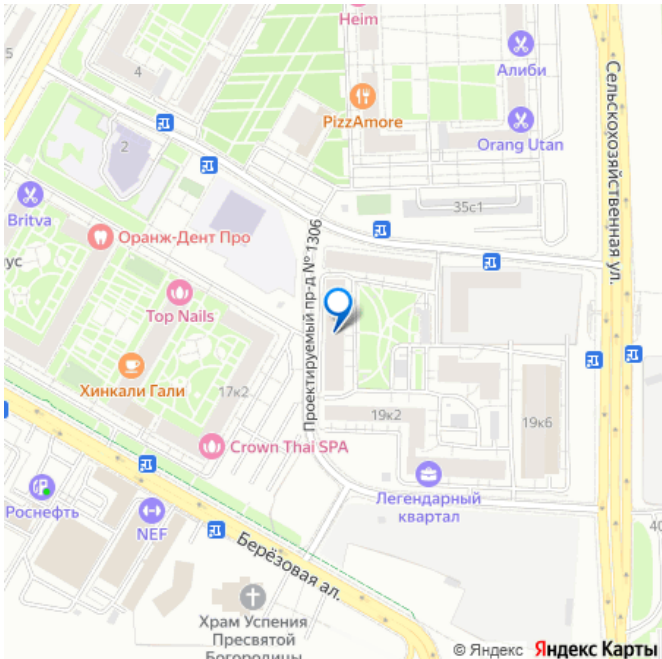 Heim
4
Алиби
PizzAmore
Orang Utan
2
Сельскохозяйственная ул.
Britva
35с1
Оранж-Дент Про
ус
Проектируемый пр-д № 1306
Top Nails
Хинкали Гали
17к2
19к2
19к6
Crown Thai SPA
Легендарный
квартал
Роснефть
NEF
40
Берёзовая ал.
Храм Успения
Пресвятой
Богородицы
© Яндекс Яндекс Карты